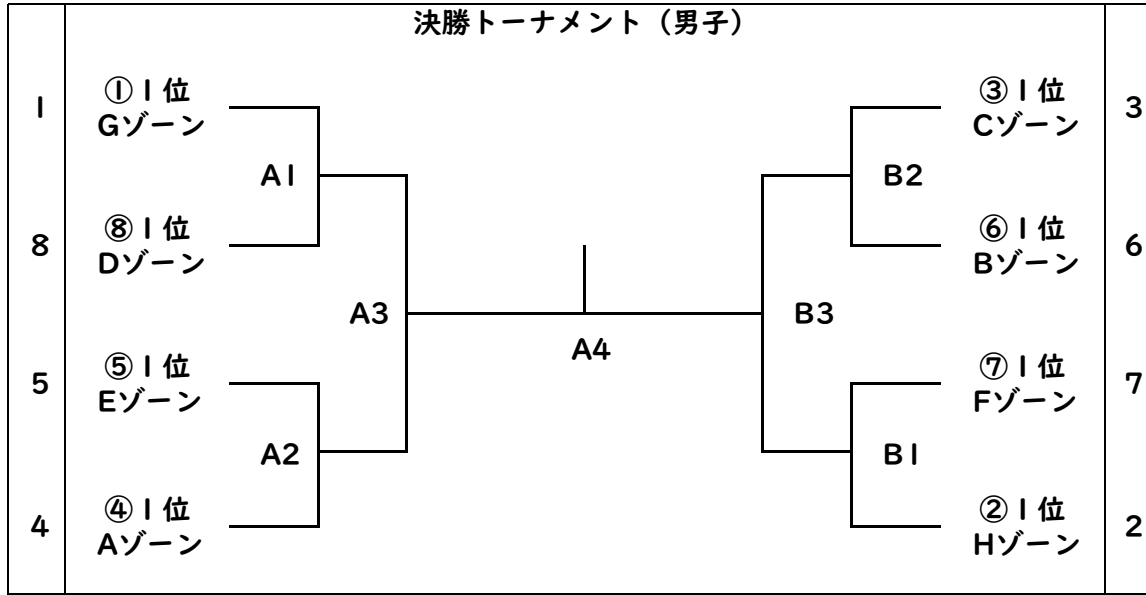 決勝トーナメント（男子）
1
①1位
Gゾーン
A1
8
⑧1位
Dゾーン
A3
5
⑤1位
Eゾーン
A2
4
④1位
Aゾーン
A4
③1位
Cゾーン
3
B2
⑥1位
Bゾーン
6
B3
⑦1位
Fゾーン
7
B1
②1位
Hゾーン
2